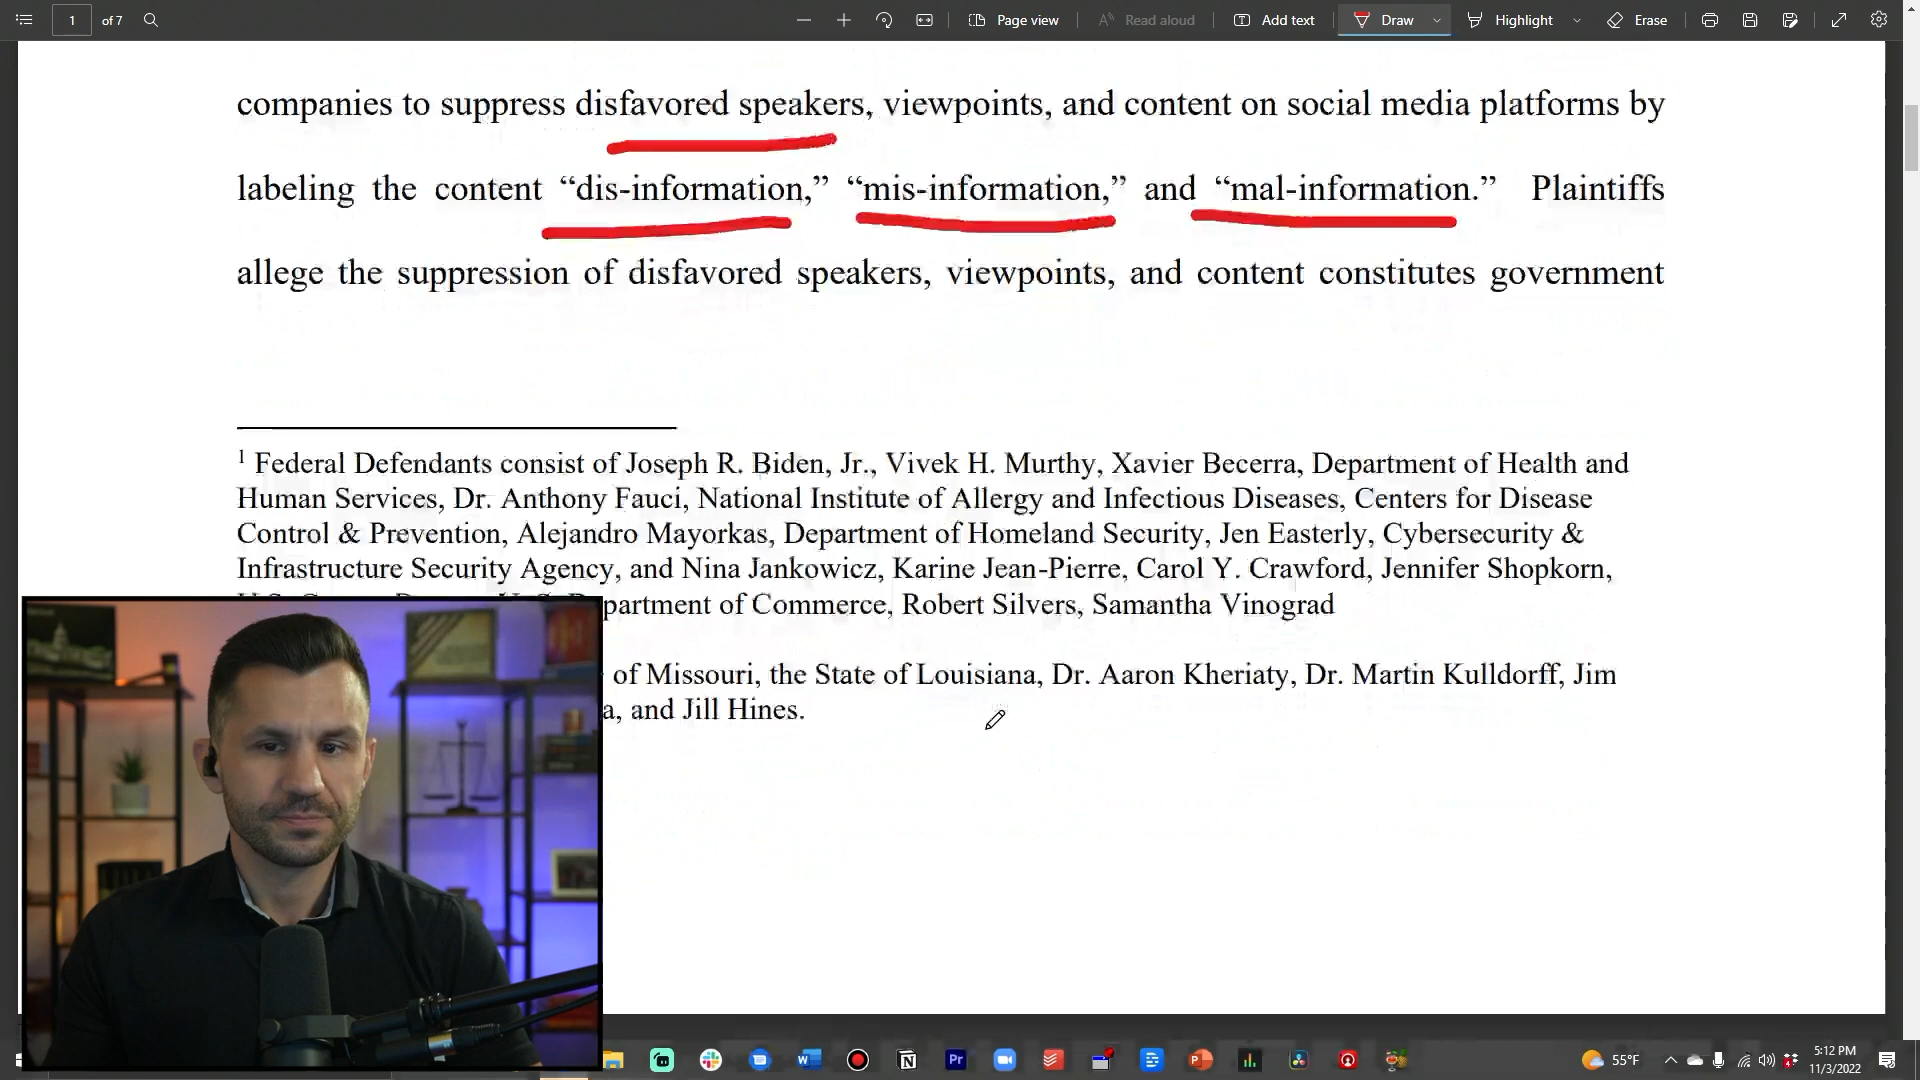 1 of 7 Page view Read aloud Add text Draw Highlight Erase
companies to suppress disfavored speakers, viewpoints, and content on social media platforms by
labeling the content “dis-information,” “mis-information,” and “mal-information.” Plaintiffs
allege the suppression of disfavored speakers, viewpoints, and content constitutes government
1 Federal Defendants consist of Joseph R. Biden, Jr., Vivek H. Murthy, Xavier Becerra, Department of Health and
Human Services, Dr. Anthony Fauci, National Institute of Allergy and Infectious Diseases, Centers for Disease
Control & Prevention, Alejandro Mayorkas, Department of Homeland Security, Jen Easterly, Cybersecurity &
Infrastructure Security Agency, and Nina Jankowicz, Karine Jean-Pierre, Carol Y. Crawford, Jennifer Shopkorn,
partment of Commerce, Robert Silvers, Samantha Vinograd
of Missouri, the State of Louisiana, Dr. Aaron Kheriaty, Dr. Martin Kulldorff, Jim
a, and Jill Hines.
55°F
5:12 PM
11/3/2022